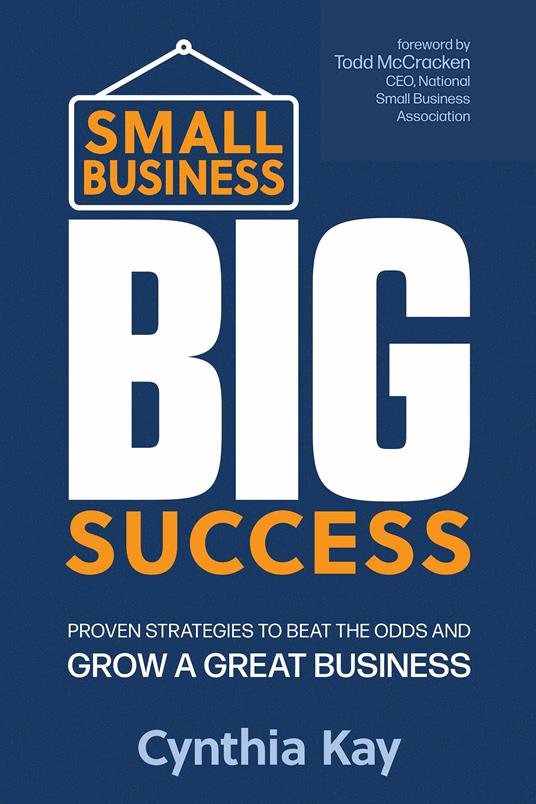 foreword by
Todd McCracken
CEO, National
Small Business
Association
SMALL
BUSINESS
BIG
SUCCESS
PROVEN STRATEGIES TO BEAT THE ODDS AND
GROW A GREAT BUSINESS
Cynthia Kay